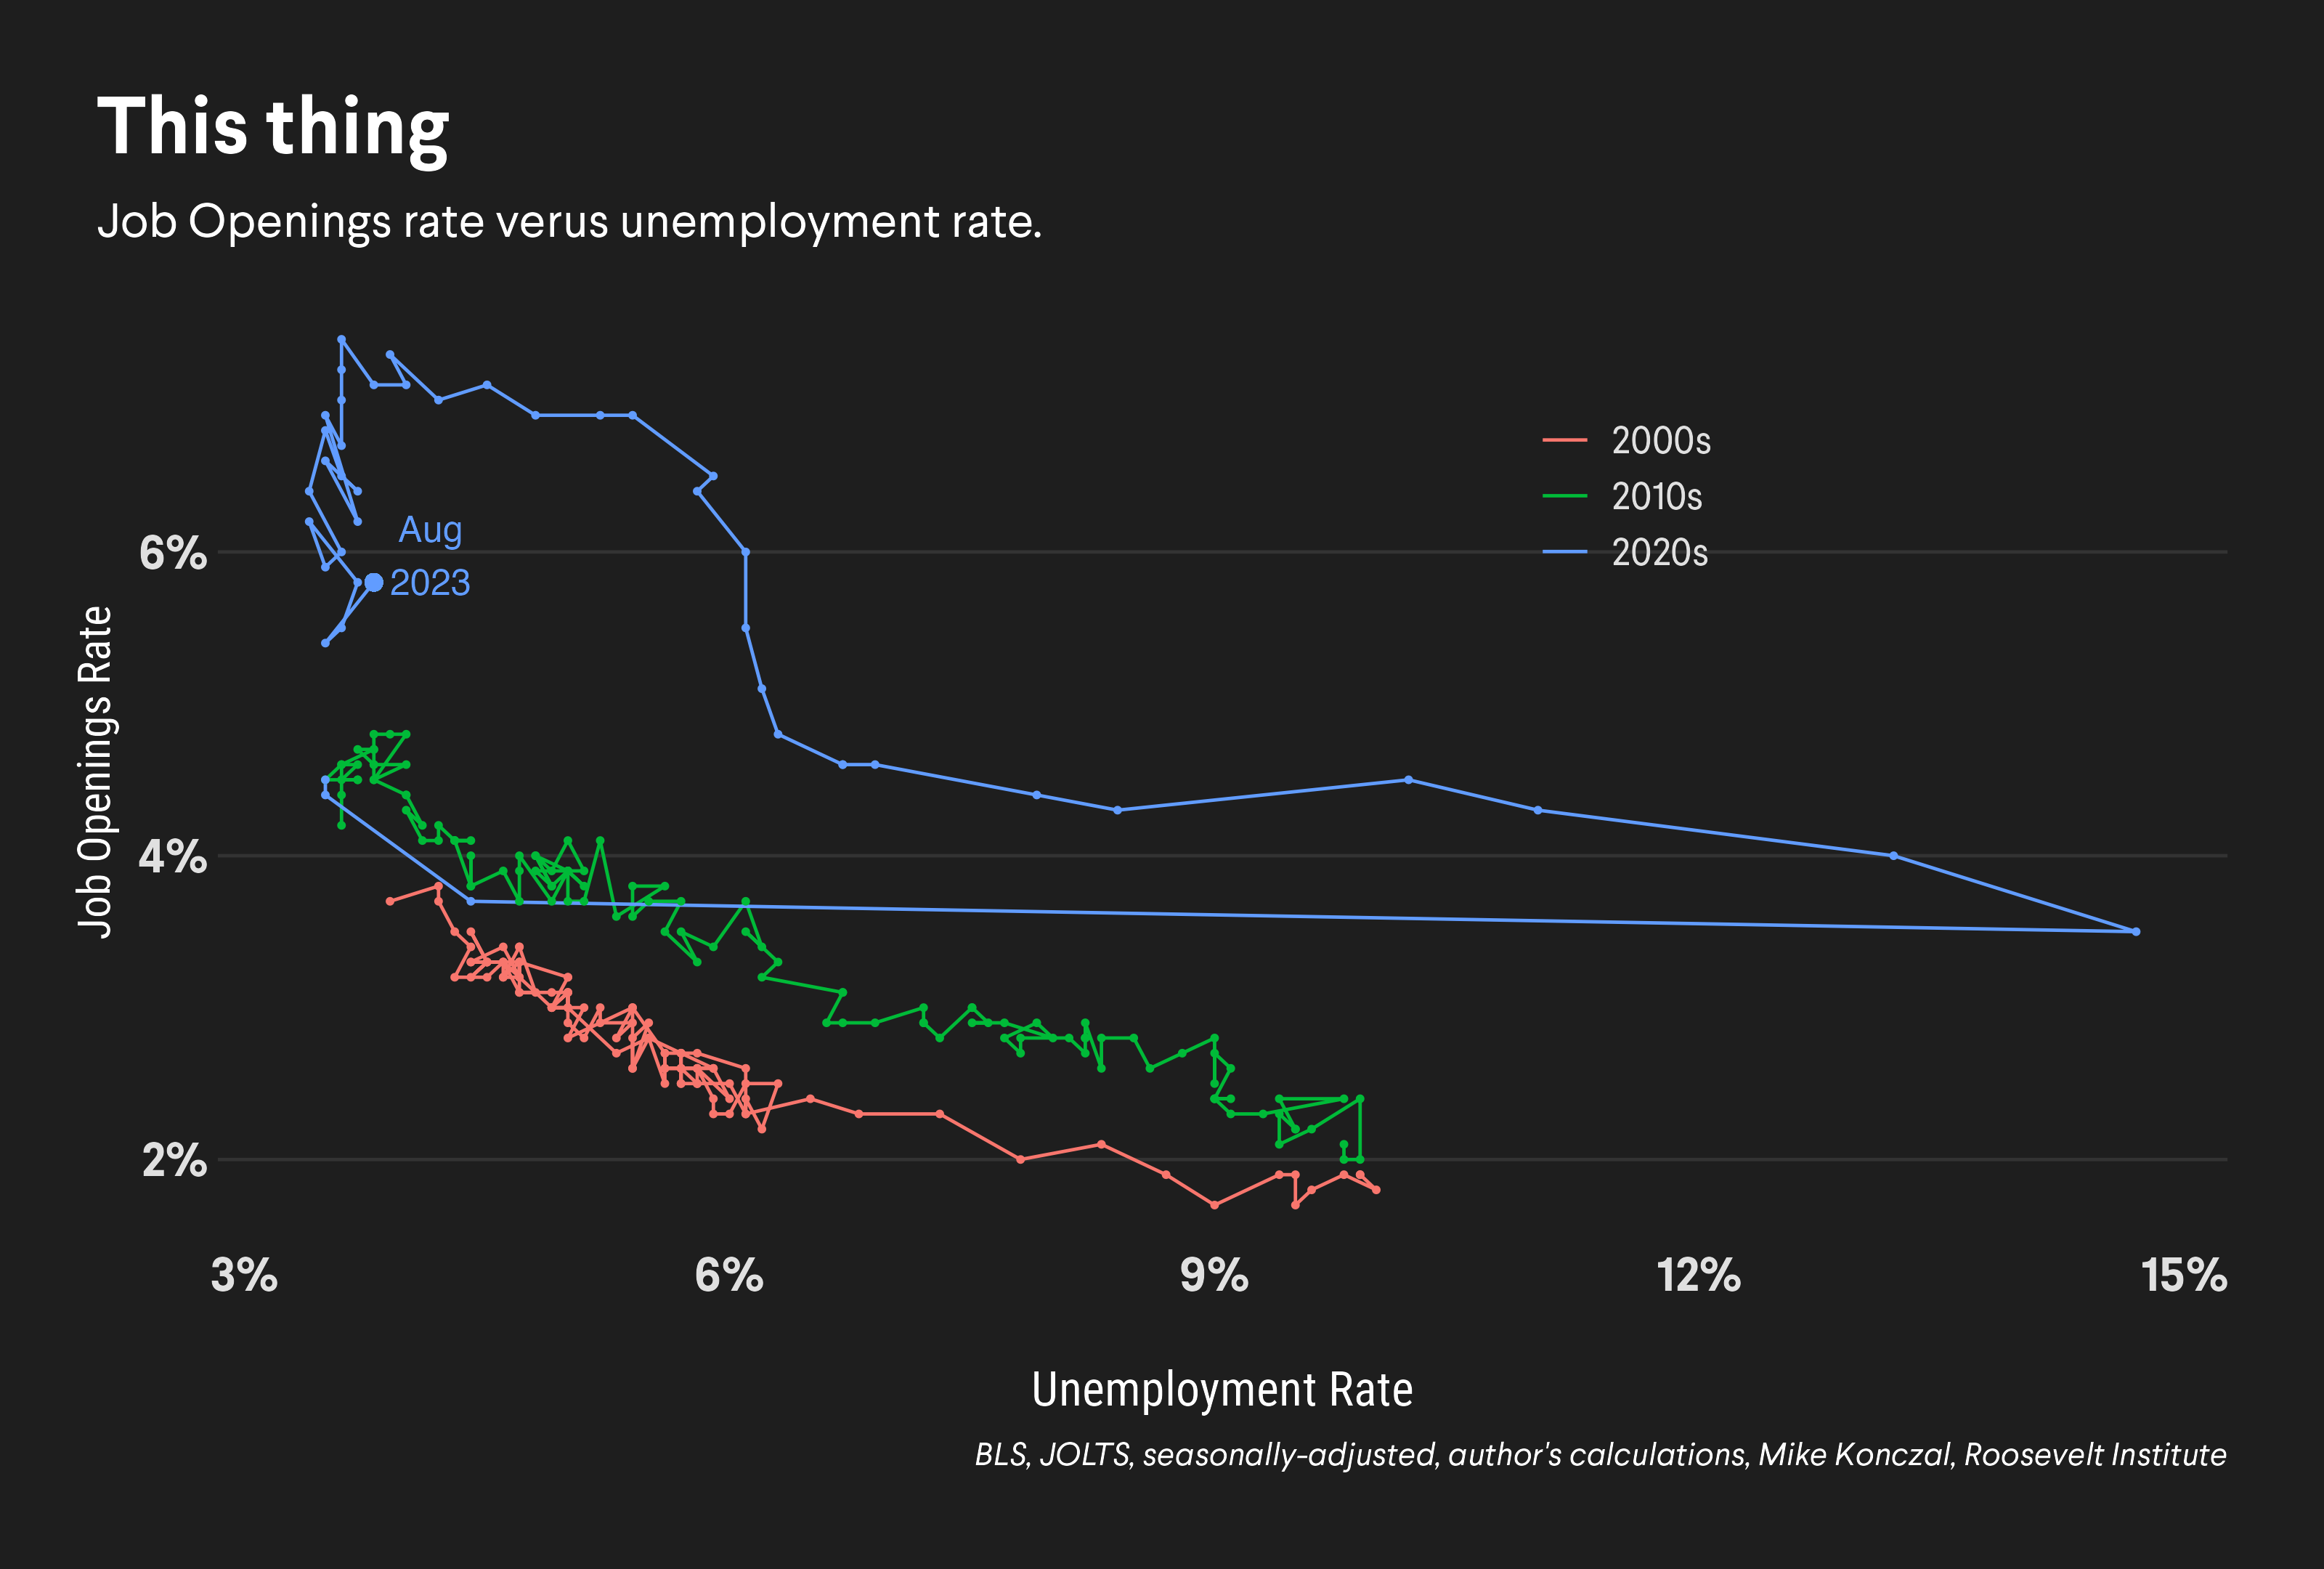 This thing
Job Openings rate verus unemployment rate.
2000s
2010s
2020s
Aug
2023
6%
4%
2%
Job Openings Rate
3%
6%
9%
12%
15%
Unemployment Rate
BLS, JOLTS, seasonally-adjusted, author's calculations, Mike Konczal, Roosevelt Institute